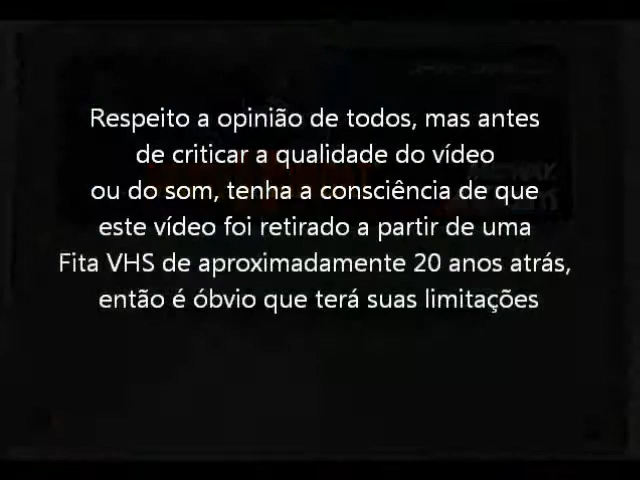 Respeito a opinião de todos, mas antes
de criticar a qualidade do vídeo
ou do som, tenha a consciência de que
este vídeo foi retirado a partir de uma
Fita VHS de aproximadamente 20 anos atrás,
então é óbvio que terá suas limitações